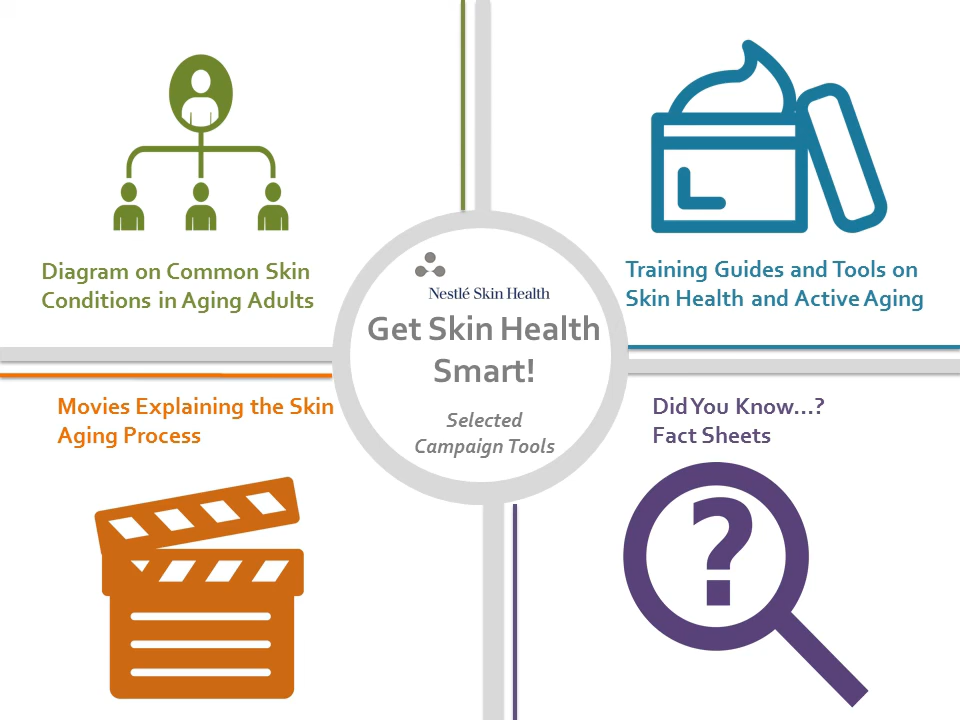 Diagram on Common Skin
Conditions in Aging Adults
Training Guides and Tools on
Skin Health and Active Aging
Nestlé Skin Health
Get Skin Health
Smart!
Selected
Campaign Tools
Movies Explaining the Skin
Aging Process
Did You Know...?
Fact Sheets
?